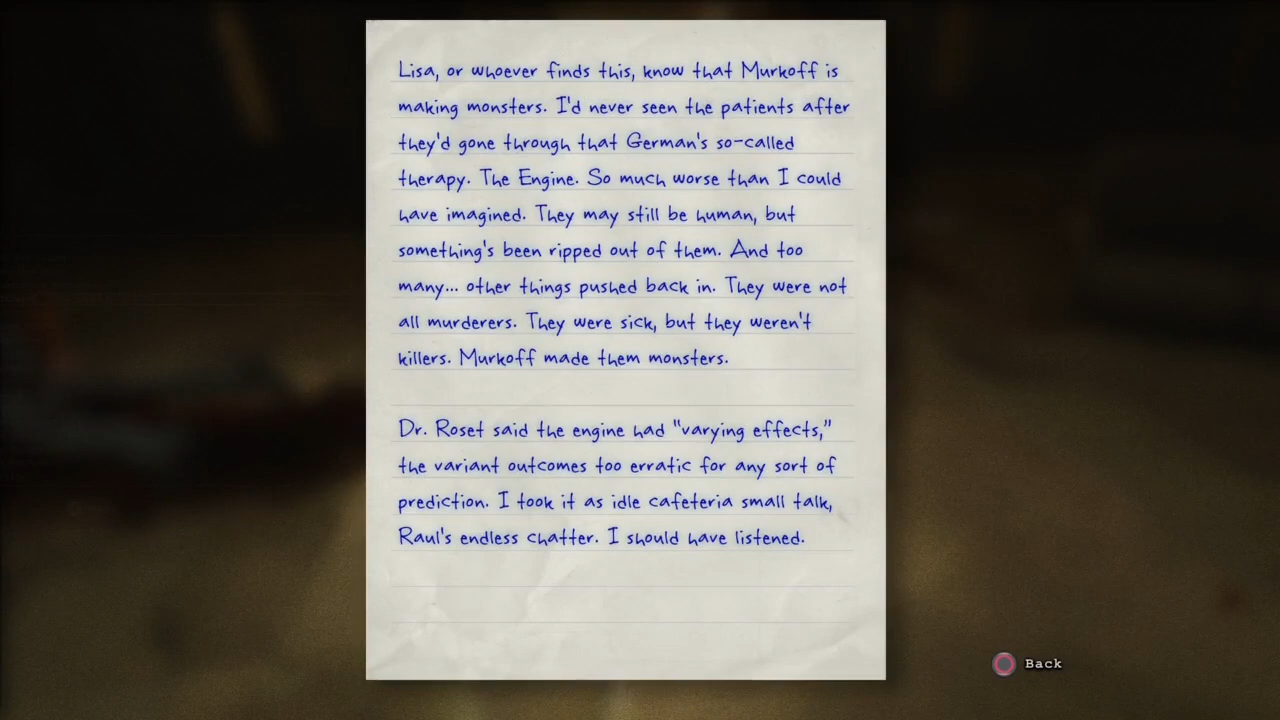 Lisa, or whoever finds this, know that Murkoff is
making monsters. I'd never seen the patients after
they'd gone through that German's so-called
therapy. The Engine. So much worse than I could
have imagined. They may still be human, but
something's been ripped out of them. And too
many... other things pushed back in. They were not
all murderers. They were sick, but they weren't
killers. Murkoff made them monsters.
Dr. Roset said the engine had "varying effects,"
the variant outcomes too erratic for any sort of
prediction. I took it as idle cafeteria small talk,
Raul's endless chatter. I should have listened.
Back